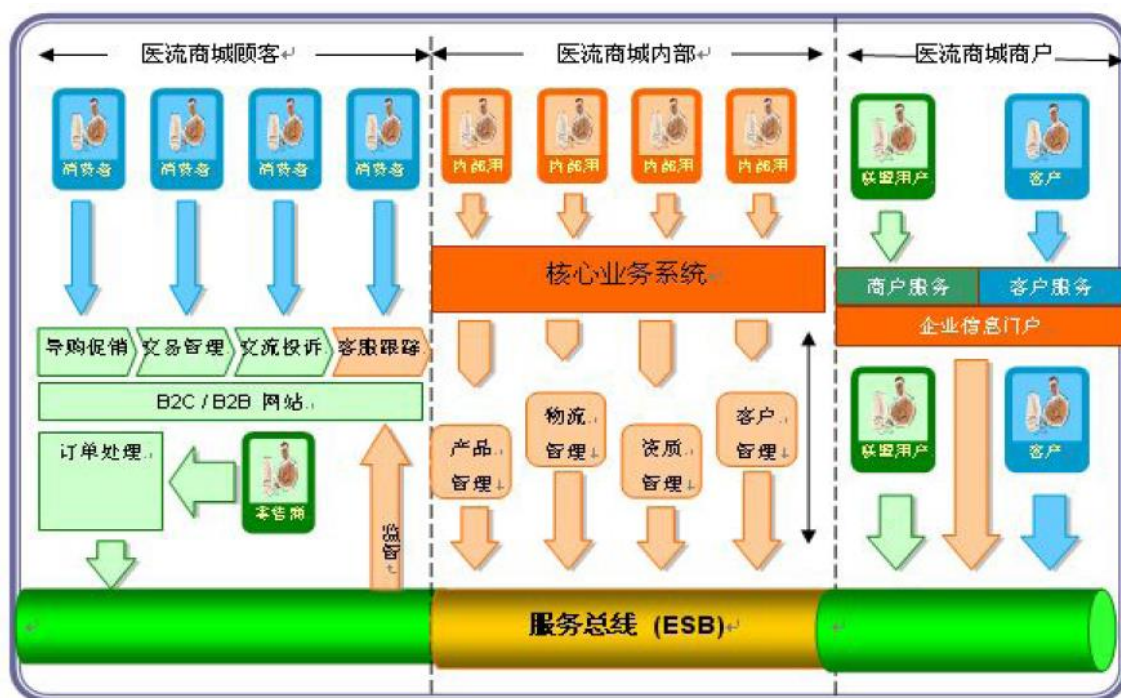 医流商城顾客
医流商城内部
医流商城商户
消费者
消费者
消费者
消费者
内部用
内部用
内部用
内部用
联盟用户
客户
核心业务系统
商户服务
客户服务
企业信息门户
导购促销
交易管理
交流投诉
客服跟踪
B2C / B2B 网站
订单处理
零售商
产品
管理
物流
管理
资质
管理
客户
管理
联盟用户
客户
服务总线 (ESB)